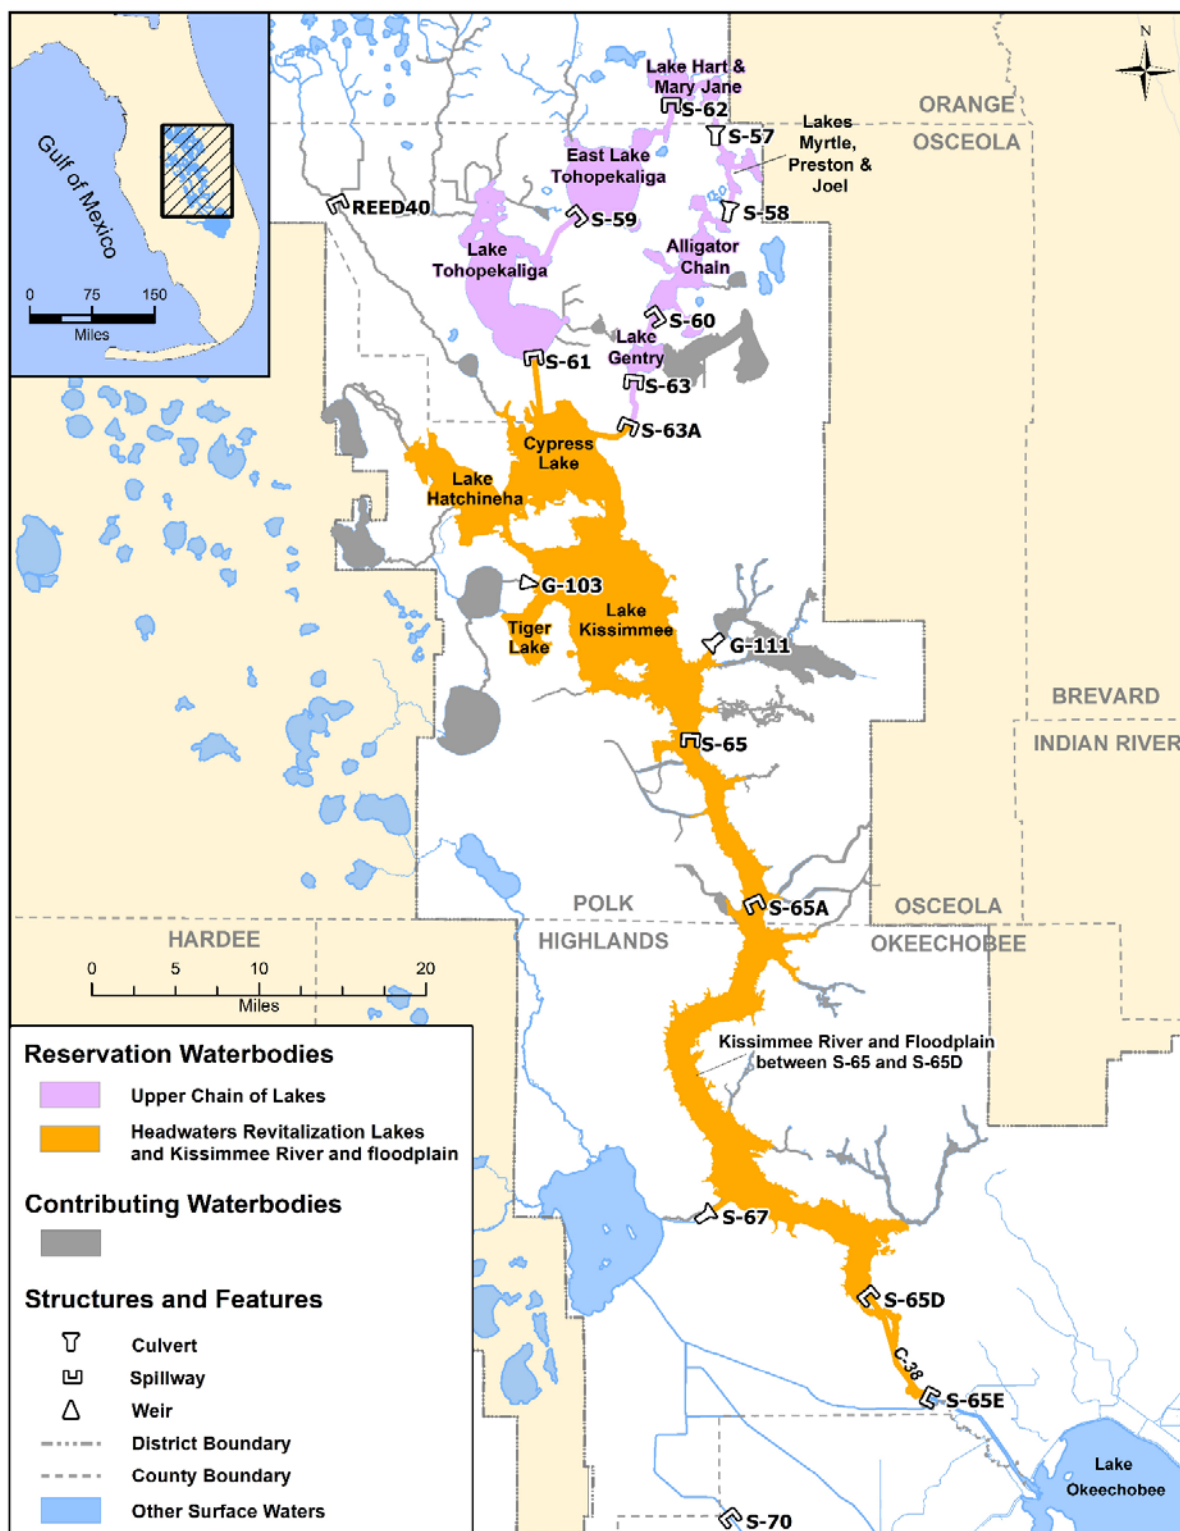 N
Lake Hart &
Mary Jane
S-62
ORANGE
OSCEOLA
S-57
Lakes
Myrtle,
Preston &
Joel
East Lake
Tohopekaliga
Gulf of Mexico
REED40
S-59
S-58
Lake
Tohopekaliga
Alligator
Chain
0 75 150
Miles
S-60
Lake
Gentry
S-61
S-63
S-63A
Cypress
Lake
Lake
Hatchineha
G-103
Lake
Kissimmee
Tiger
Lake
G-111
BREVARD
INDIAN RIVER
S-65
POLK
S-65A
OSCEOLA
HARDEE
HIGHLANDS
OKEECHOBEE
0 5 10 20
Miles
Kissimmee River and Floodplain
between S-65 and S-65D
Reservation Waterbodies
Upper Chain of Lakes
Headwaters Revitalization Lakes
and Kissimmee River and floodplain
Contributing Waterbodies
S-67
Structures and Features
S-65D
Culvert
C-38
Spillway
S-65E
Weir
District Boundary
County Boundary
Lake
Okeechobee
Other Surface Waters
S-70